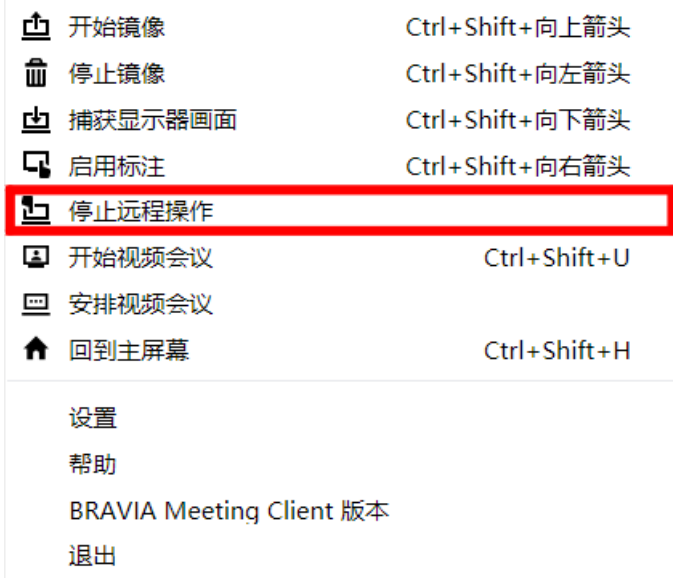 开始镜像 Ctrl+Shift+向上箭头
停止镜像 Ctrl+Shift+向左箭头
捕获显示器画面 Ctrl+Shift+向下箭头
启用标注 Ctrl+Shift+向右箭头
停止远程操作
开始视频会议 Ctrl+Shift+U
安排视频会议
回到主屏幕 Ctrl+Shift+H
设置
帮助
BRAVIA Meeting Client 版本
退出